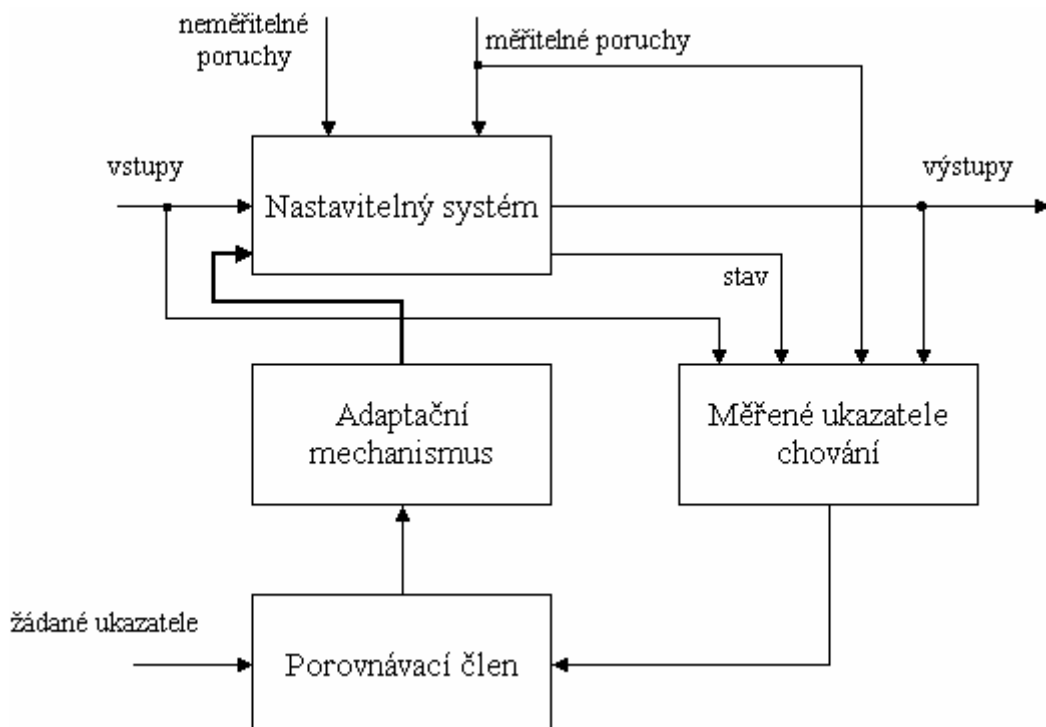 neměřitelné
poruchy
měřitelné poruchy
vstupy
výstupy
Nastavitelný systém
stav
Adaptační
mechanismus
Měřené ukazatele
chování
žádané ukazatele
Porovnávací člen